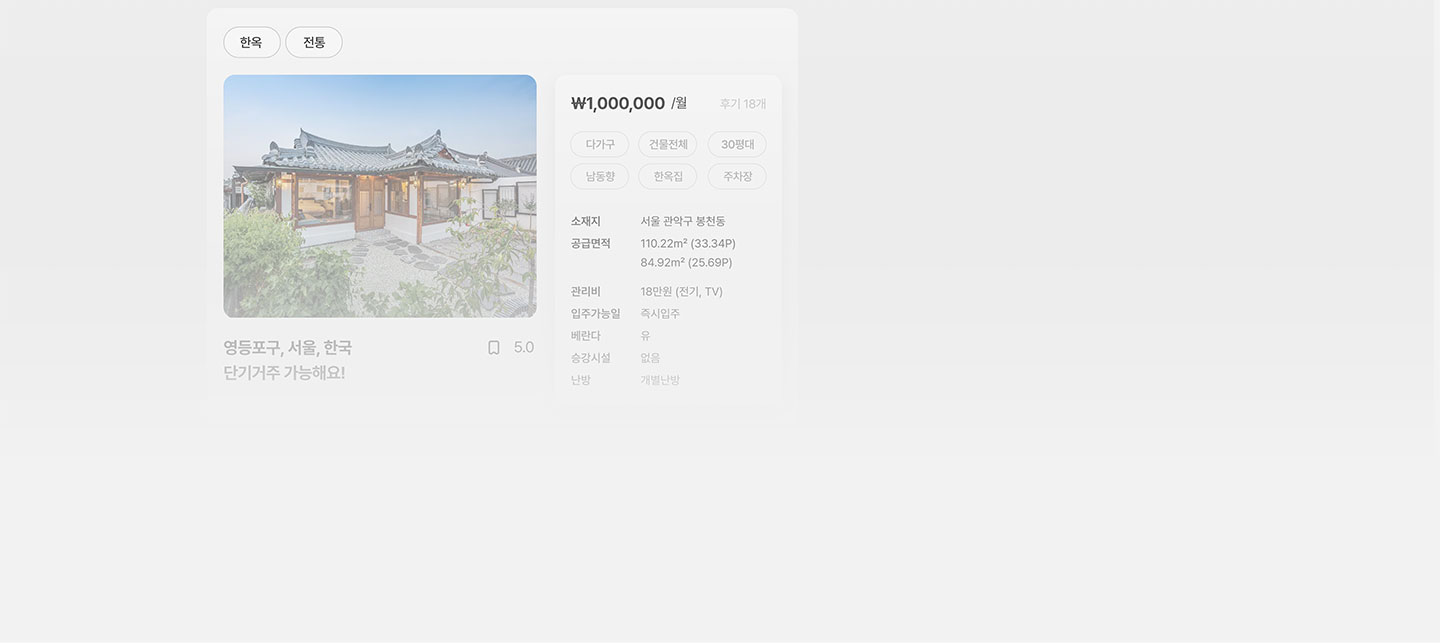 한옥 전통
₩1,000,000 /월 후기 18개
다가구 건물전체 30평대
남동향 한옥집 주차장
소재지 서울 관악구 봉천동
공급면적 110.22m² (33.34P)
84.92m² (25.69P)
관리비 18만원 (전기, TV)
입주가능일 즉시입주
베란다 유
승강시설 없음
난방 개별난방
영등포구, 서울, 한국 5.0
단기거주 가능해요!